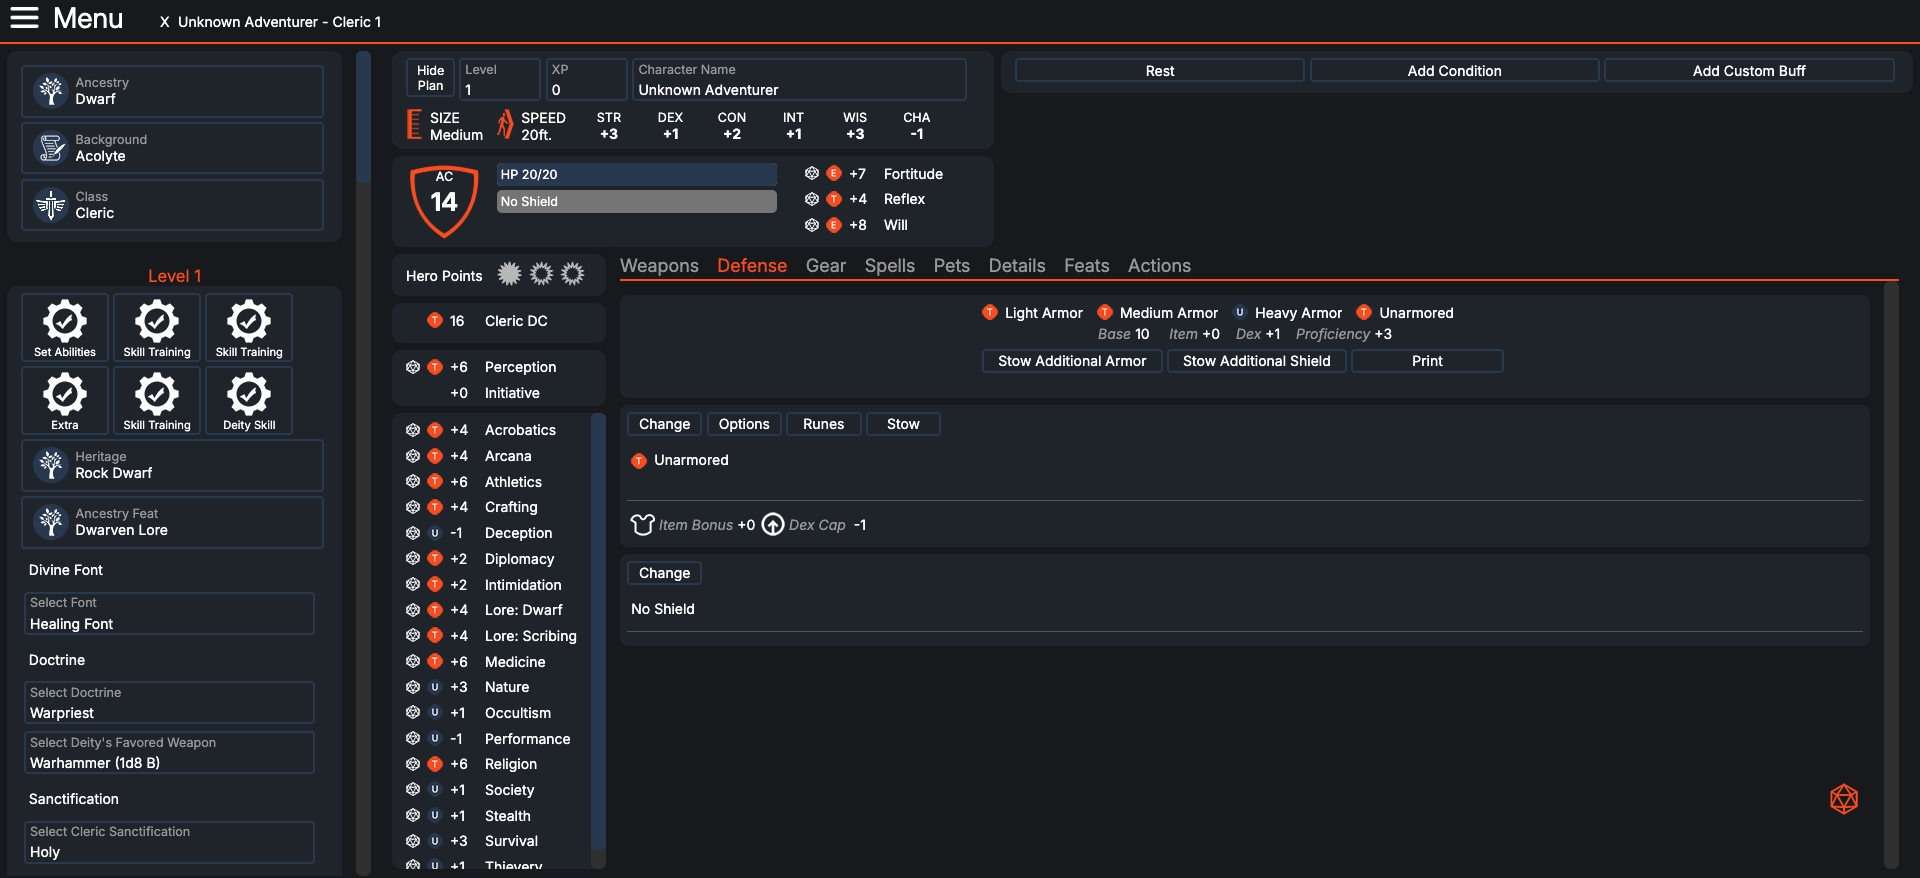 Menu X Unknown Adventurer - Cleric 1
Ancestry
Dwarf
Background
Acolyte
Class
Cleric
Level 1
Set Abilities Skill Training Skill Training
Extra Skill Training Deity Skill
Heritage
Rock Dwarf
Ancestry Feat
Dwarven Lore
Divine Font
Select Font
Healing Font
Doctrine
Select Doctrine
Warpriest
Select Deity's Favored Weapon
Warhammer (1d8 B)
Sanctification
Select Cleric Sanctification
Holy
Hide
Plan
Level
1
XP
0
Character Name
Unknown Adventurer
SIZE
Medium
SPEED
20ft.
STR
+3
DEX
+1
CON
+2
INT
+1
WIS
+3
CHA
-1
AC
14
HP 20/20
No Shield
E +7 Fortitude
T +4 Reflex
E +8 Will
Rest Add Condition Add Custom Buff
Hero Points
T 16 Cleric DC
T +6 Perception
+0 Initiative
T +4 Acrobatics
T +4 Arcana
T +6 Athletics
T +4 Crafting
U -1 Deception
T +2 Diplomacy
T +2 Intimidation
T +4 Lore: Dwarf
T +4 Lore: Scribing
T +6 Medicine
U +3 Nature
U +1 Occultism
U -1 Performance
T +6 Religion
U +1 Society
U +1 Stealth
U +3 Survival
U +1 Thievery
Weapons Defense Gear Spells Pets Details Feats Actions
T Light Armor T Medium Armor U Heavy Armor T Unarmored
Base 10 Item +0 Dex +1 Proficiency +3
Stow Additional Armor Stow Additional Shield Print
Change Options Runes Stow
T Unarmored
Item Bonus +0 Dex Cap -1
Change
No Shield